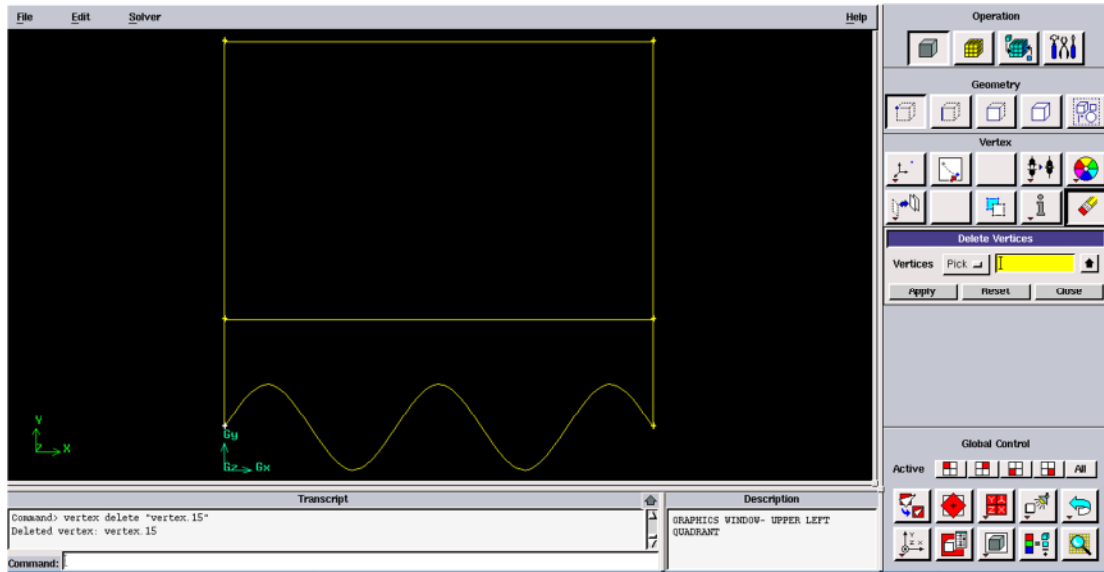 File Edit Solver Help
Operation
Geometry
Vertex
Delete Vertices
Vertices Pick
Apply Reset Close
Y
Z X
Gy
Gz Gx
Global Control
Active All
Transcript
Command> vertex delete "vertex.15"
Deleted vertex: vertex.15
Command:
Description
GRAPHICS WINDOW- UPPER LEFT
QUADRANT